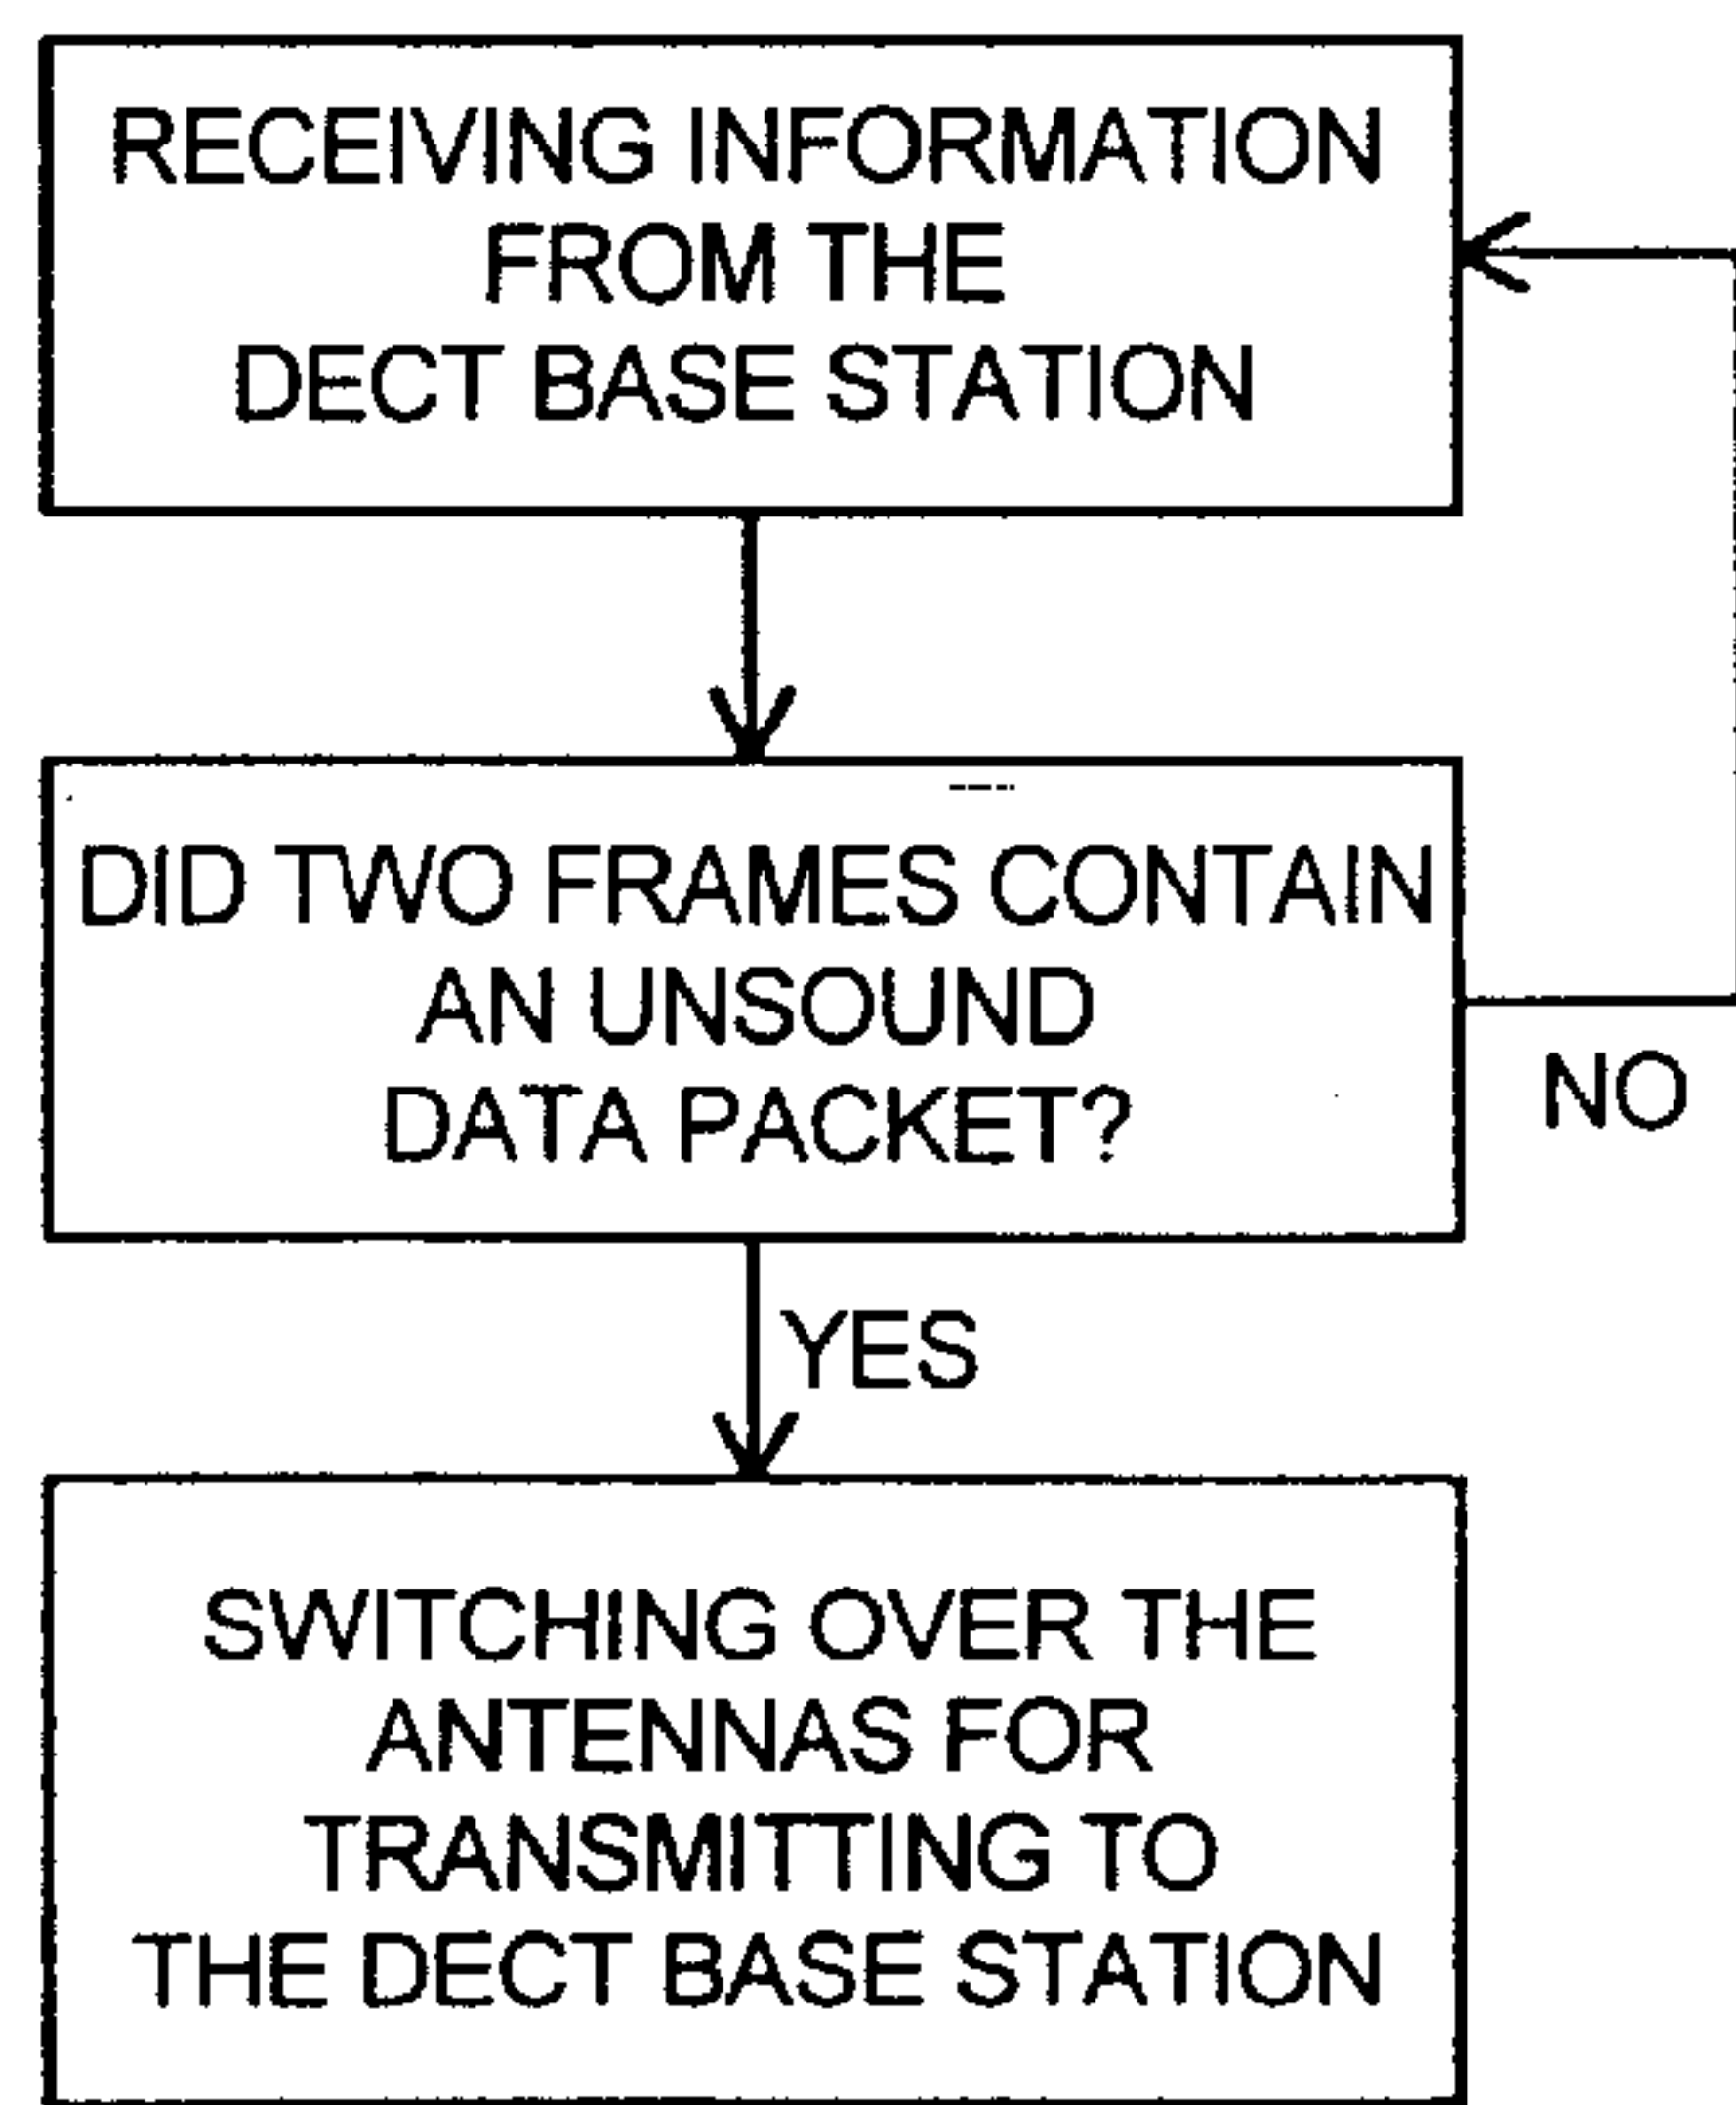 RECEIVING INFORMATION
FROM THE
DECT BASE STATION
DID TWO FRAMES CONTAIN
AN UNSOUND
DATA PACKET?
NO
YES
SWITCHING OVER THE
ANTENNAS FOR
TRANSMITTING TO
THE DECT BASE STATION